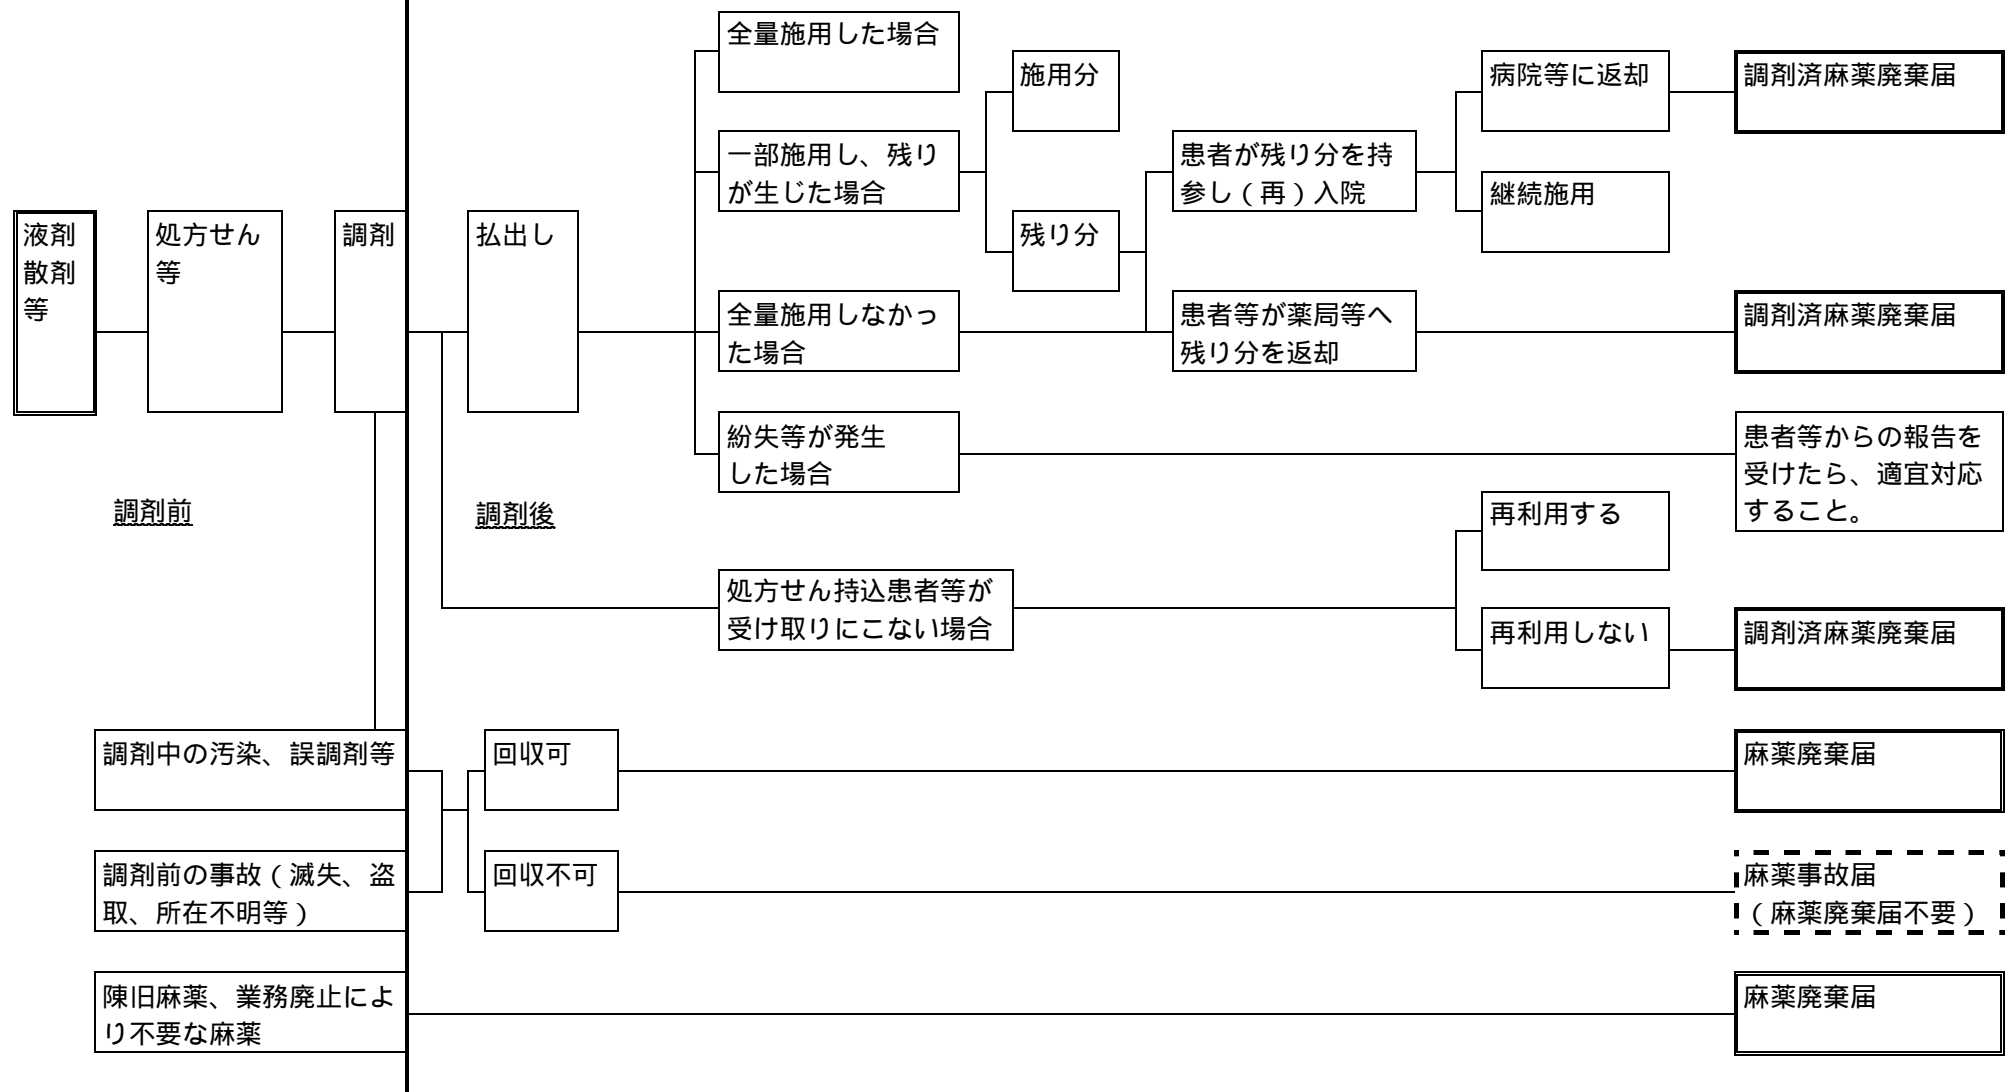 全量施用した場合
施用分
病院等に返却
調剤済麻薬廃棄届
一部施用し、残り
が生じた場合
患者が残り分を持
参し（再）入院
継続施用
液剤
散剤
等
処方せん
等
調剤
払出し
残り分
全量施用しなかっ
た場合
患者等が薬局等へ
残り分を返却
調剤済麻薬廃棄届
紛失等が発生
した場合
患者等からの報告を
受けたら、適宜対応
すること。
調剤前
調剤後
再利用する
処方せん持込患者等が
受け取りにこない場合
再利用しない
調剤済麻薬廃棄届
調剤中の汚染、誤調剤等
回収可
麻薬廃棄届
調剤前の事故（滅失、盗
取、所在不明等）
回収不可
麻薬事故届
（麻薬廃棄届不要）
陳旧麻薬、業務廃止によ
り不要な麻薬
麻薬廃棄届